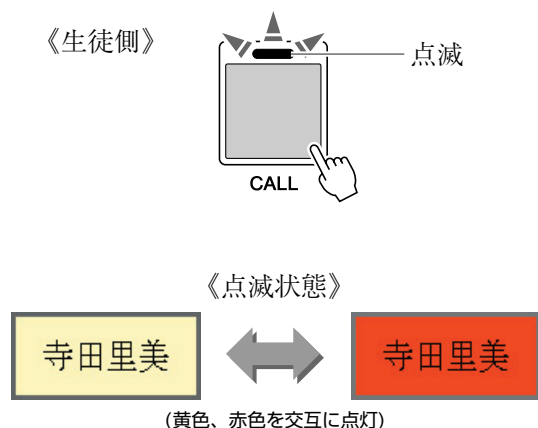 《生徒側》
点滅
CALL
《点滅状態》
寺田里美
寺田里美
(黄色、赤色を交互に点灯)